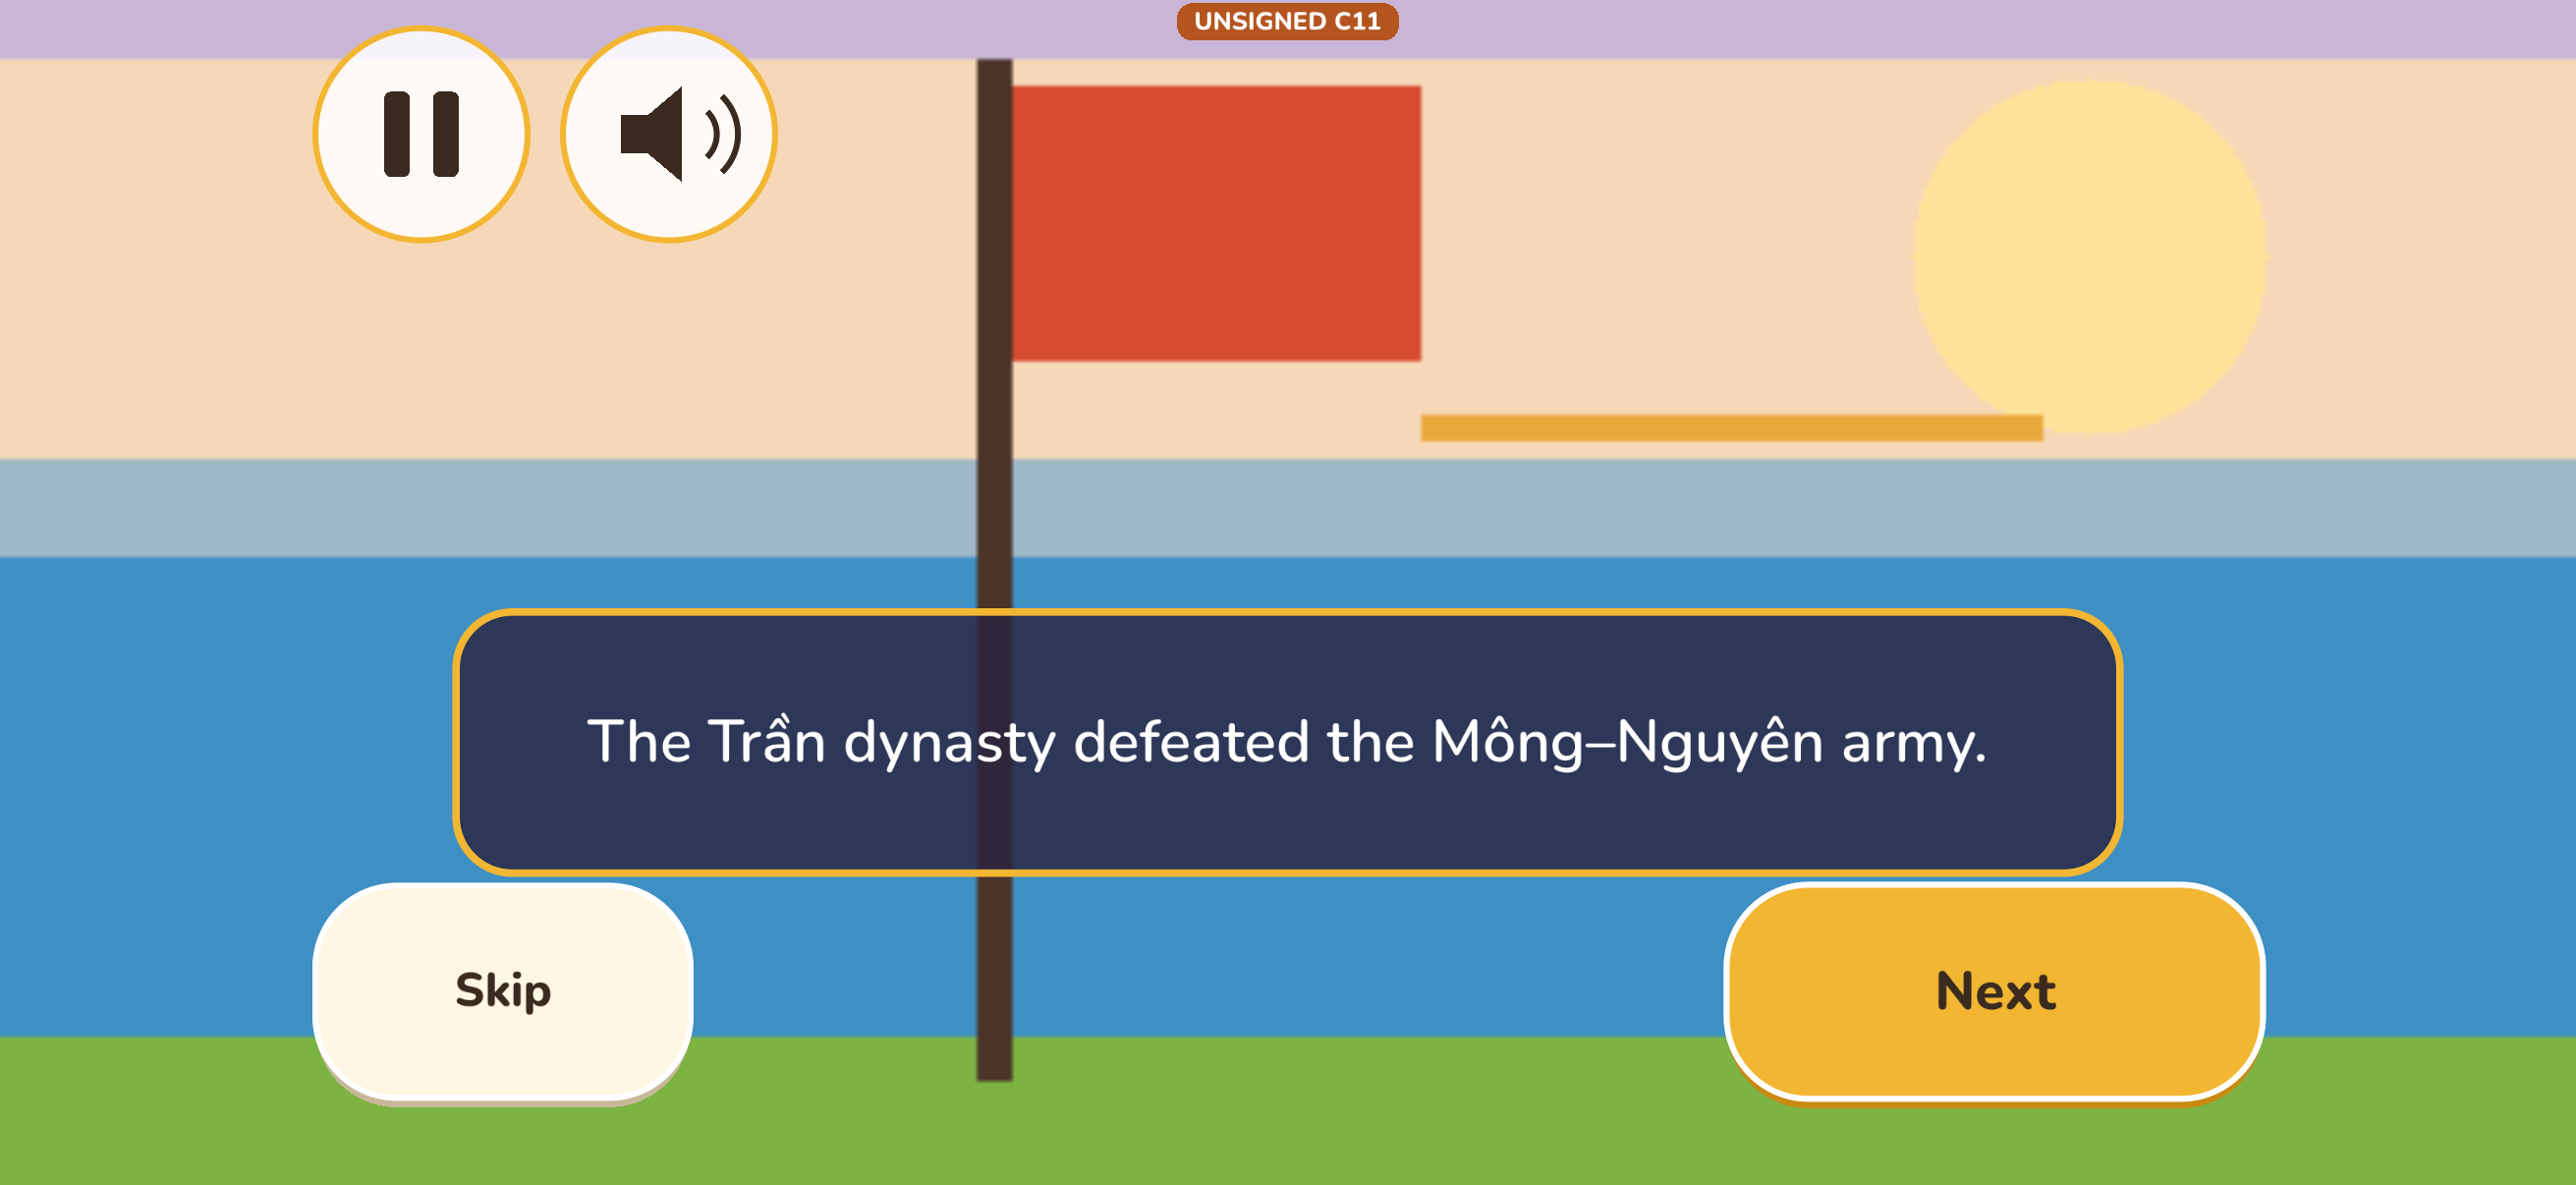 UNSIGNED C11
The Trần dynasty defeated the Mông–Nguyên army.
Skip
Next